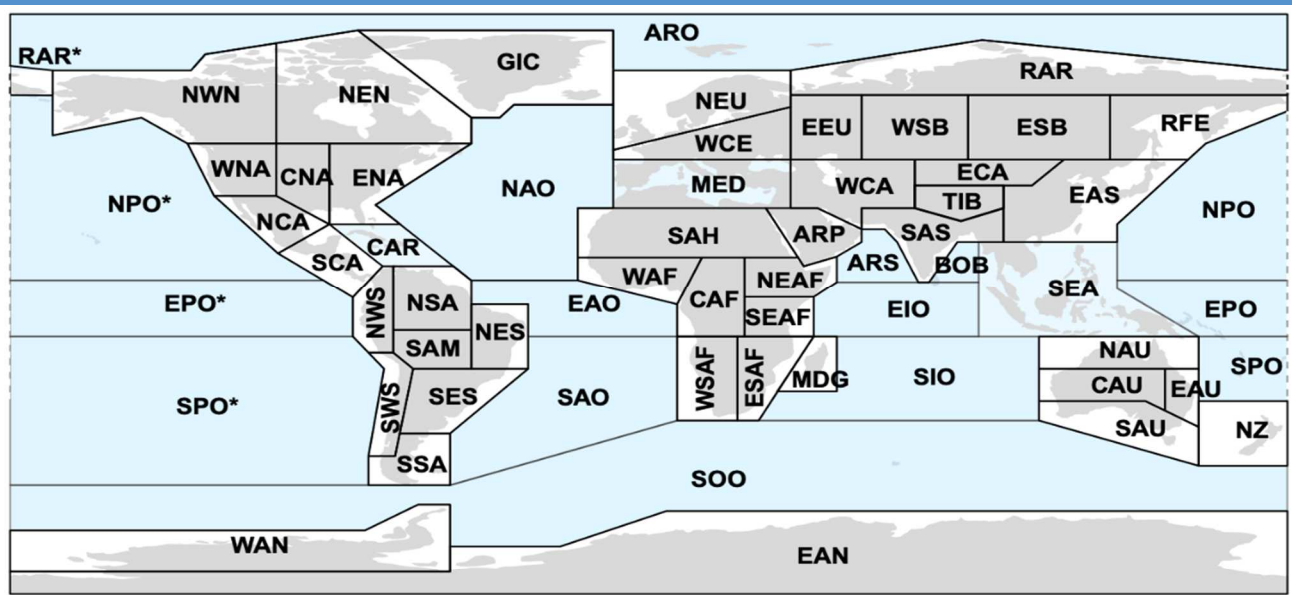 ARO
RAR*
GIC
RAR
NWN
NEN
NEU
EEU
WSB
ESB
RFE
WCE
WNA
CNA
ENA
NAO
MED
WCA
ECA
TIB
EAS
NPO*
NPO
NCA
CAR
SAH
ARP
SAS
SCA
WAF
CAF
NEAF
ARS
BOB
SEA
EPO*
NWS
NSA
EAO
SEAF
EIO
EPO
NES
SAM
NAU
SPO*
SWS
SES
SAO
WSAF
ESAF
MDG
SIO
CAU
EAU
SPO
SAU
NZ
SSA
SOO
WAN
EAN